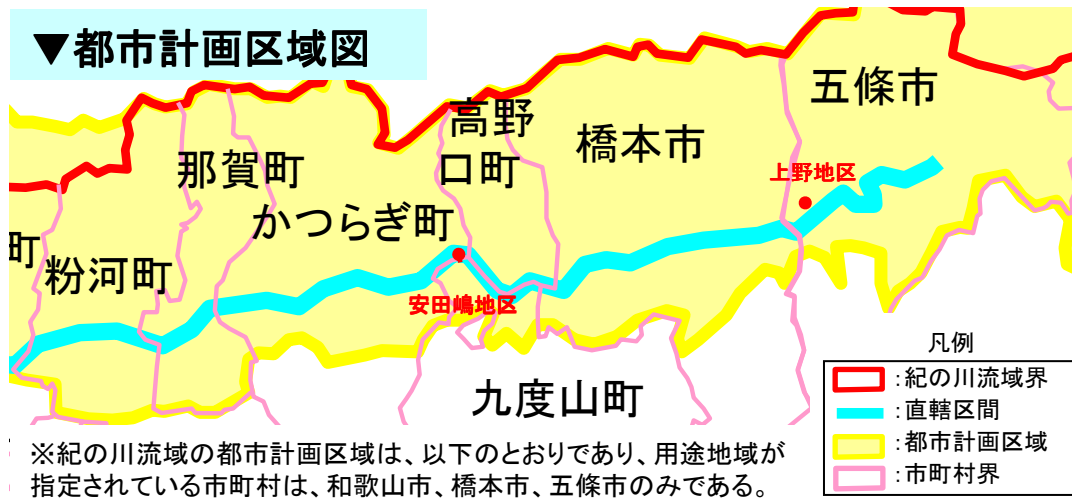 ▼都市計画区域図
五條市
高野
口町
橋本市
那賀町
上野地区
かつらぎ町
町
粉河町
安田嶋地区
九度山町
凡例
:紀の川流域界
:直轄区間
:都市計画区域
:市町村界
※紀の川流域の都市計画区域は、以下のとおりであり、用途地域が
指定されている市町村は、和歌山市、橋本市、五條市のみである。